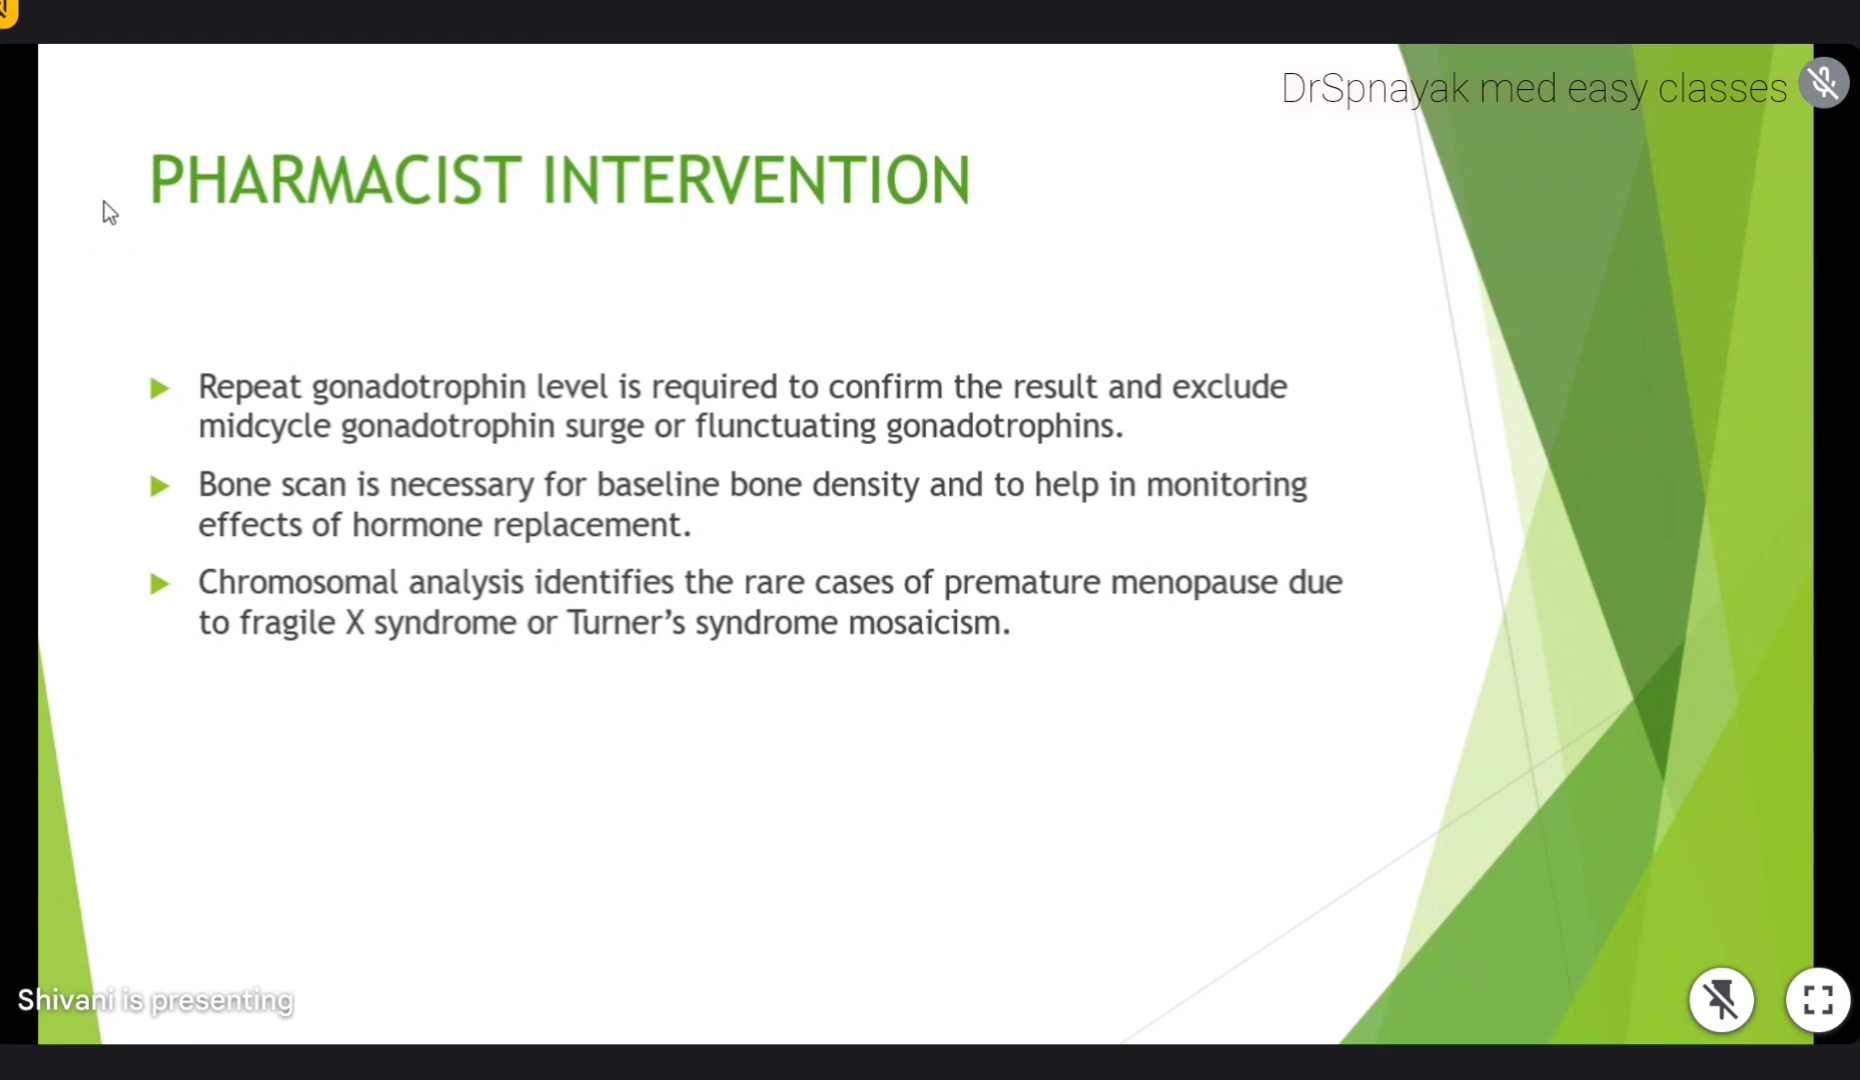 DrSpnayak med easy classes
PHARMACIST INTERVENTION
Repeat gonadotrophin level is required to confirm the result and exclude
midcycle gonadotrophin surge or flunctuating gonadotrophins.
Bone scan is necessary for baseline bone density and to help in monitoring
effects of hormone replacement.
Chromosomal analysis identifies the rare cases of premature menopause due
to fragile X syndrome or Turner’s syndrome mosaicism.
Shivani is presenting